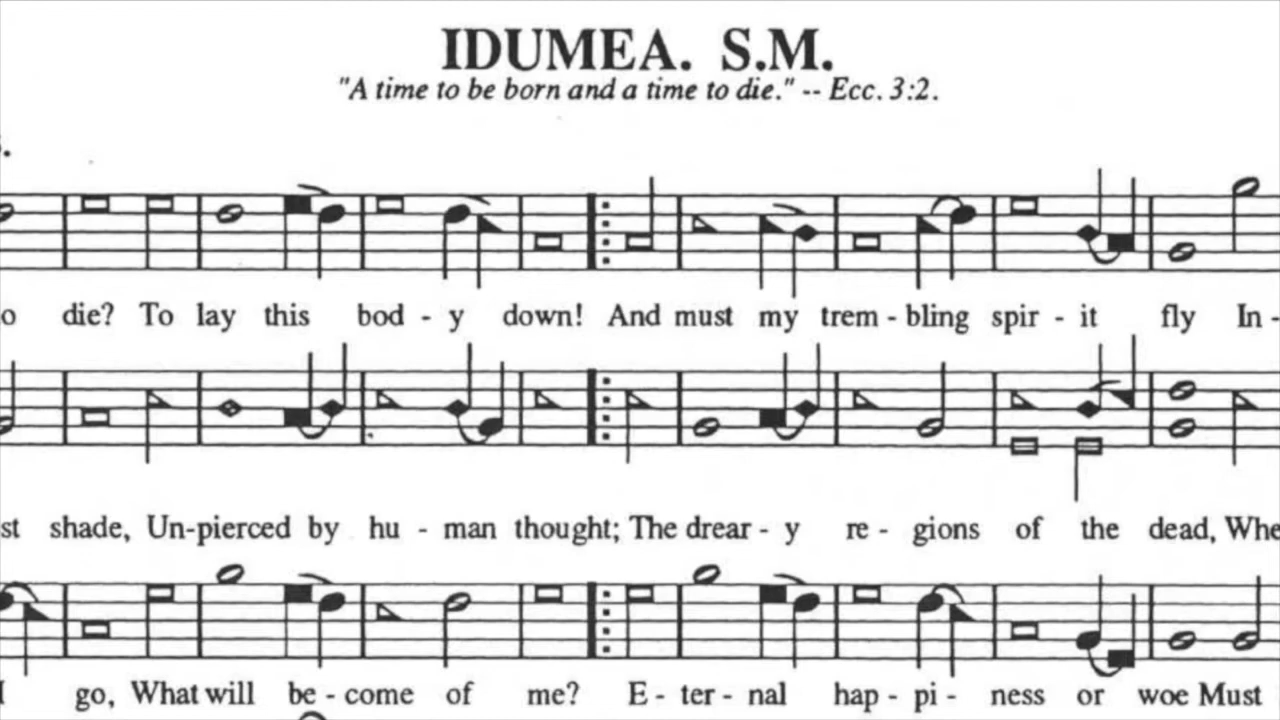 IDUMEA. S.M.
"A time to be born and a time to die." -- Ecc. 3:2.
die? To lay this bod - y down! And must my trem - bling spir - it fly In -
st shade, Un-pierced by hu - man thought; The drear - y re - gions of the dead, Whe
I go, What will be - come of me? E - ter - nal hap - pi - ness or woe Must